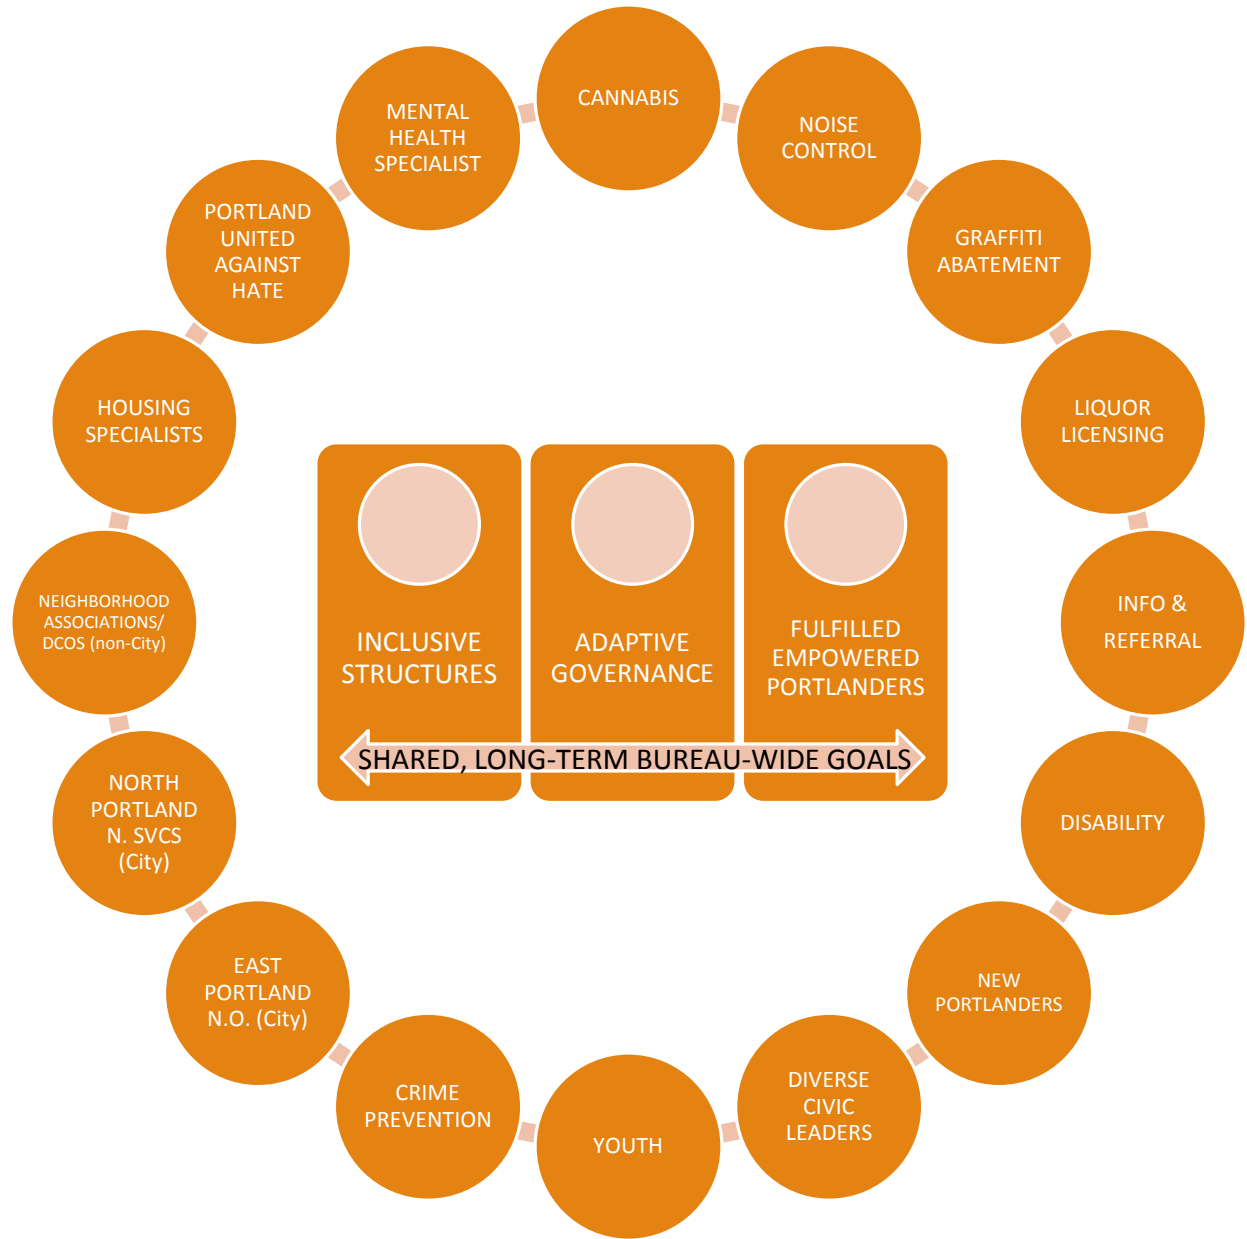 CANNABIS
NOISE
CONTROL
GRAFFITI
ABATEMENT
LIQUOR
LICENSING
INFO &
REFERRAL
DISABILITY
NEW
PORTLANDERS
DIVERSE
CIVIC
LEADERS
YOUTH
CRIME
PREVENTION
EAST
PORTLAND
N.O. (City)
NORTH
PORTLAND
N. SVCS
(City)
NEIGHBORHOOD
ASSOCIATIONS/
DCOS (non-City)
HOUSING
SPECIALISTS
PORTLAND
UNITED
AGAINST
HATE
MENTAL
HEALTH
SPECIALIST
INCLUSIVE
STRUCTURES
ADAPTIVE
GOVERNANCE
FULFILLED
EMPOWERED
PORTLANDERS
SHARED, LONG-TERM BUREAU-WIDE GOALS